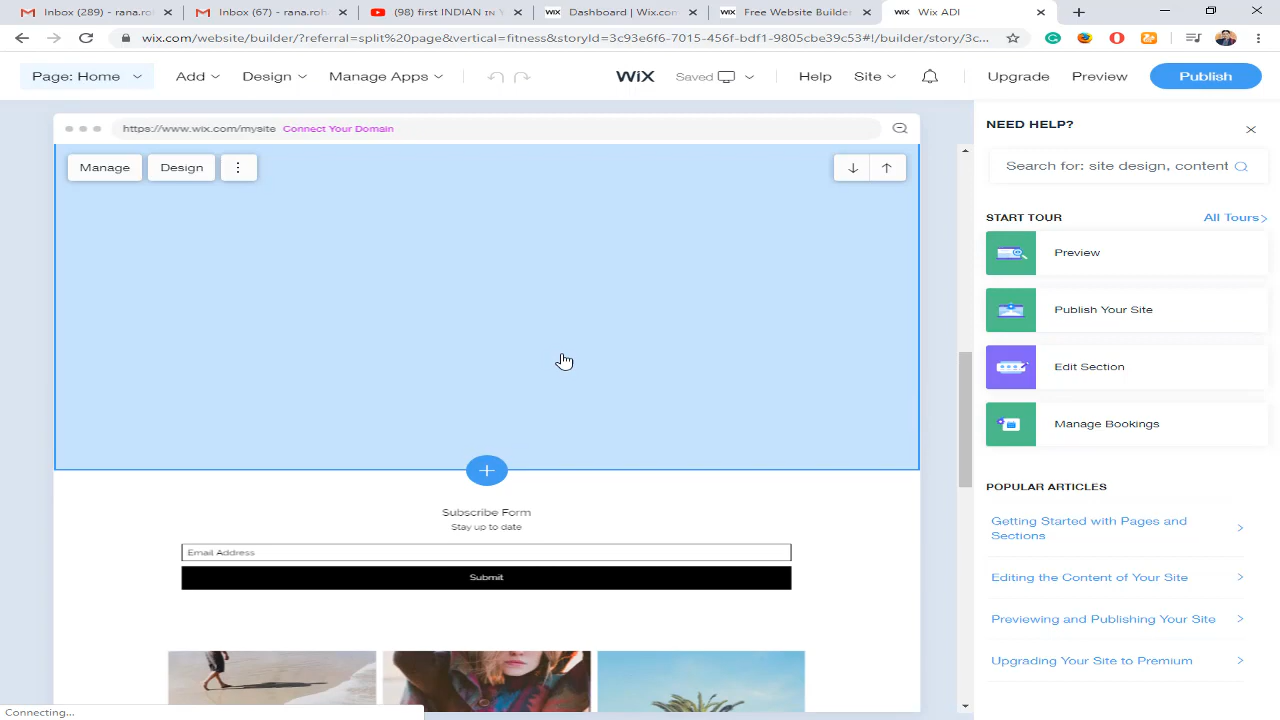 Inbox (289) - rana.roh
Inbox (67) - rana.roha
(98) first INDIAN in Y
WiX Dashboard | Wix.com
WiX Free Website Builder
WiX Wix ADI
wix.com/website/builder/?referral=split%20page&vertical=fitness&storyId=3c93e6f6-7015-456f-bdf1-9805cbe39c53#!/builder/story/3c...
Page: Home
Add
Design
Manage Apps
WiX
Saved
Help
Site
Upgrade
Preview
Publish
https://www.wix.com/mysite Connect Your Domain
Manage
Design
Subscribe Form
Stay up to date
Email Address
Submit
NEED HELP?
Search for: site design, content
START TOUR
All Tours
Preview
Publish Your Site
Edit Section
Manage Bookings
POPULAR ARTICLES
Getting Started with Pages and
Sections
Editing the Content of Your Site
Previewing and Publishing Your Site
Upgrading Your Site to Premium
Connecting...